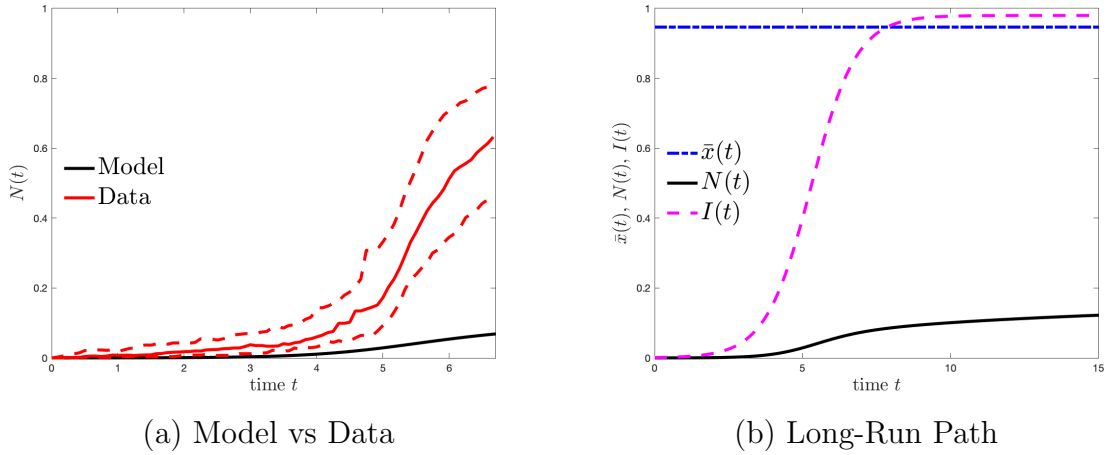 1
0.8
0.6
0.4
0.2
0
N(t)
Model
Data
0 1 2 3 4 5 6
time t
(a) Model vs Data
1
0.8
0.6
0.4
0.2
0
x̄(t), N(t), I(t)
x̄(t)
N(t)
I(t)
0 5 10 15
time t
(b) Long-Run Path